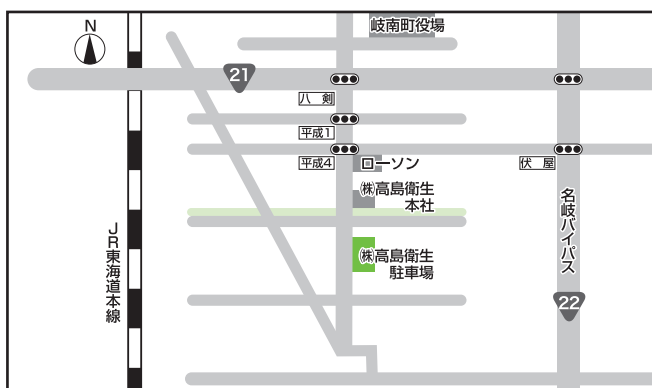 N
岐南町役場
21
八剣
平成1
平成4
ローソン
伏屋
㈱高島衛生
本社
名岐バイパス
JR東海道本線
㈱高島衛生
駐車場
22